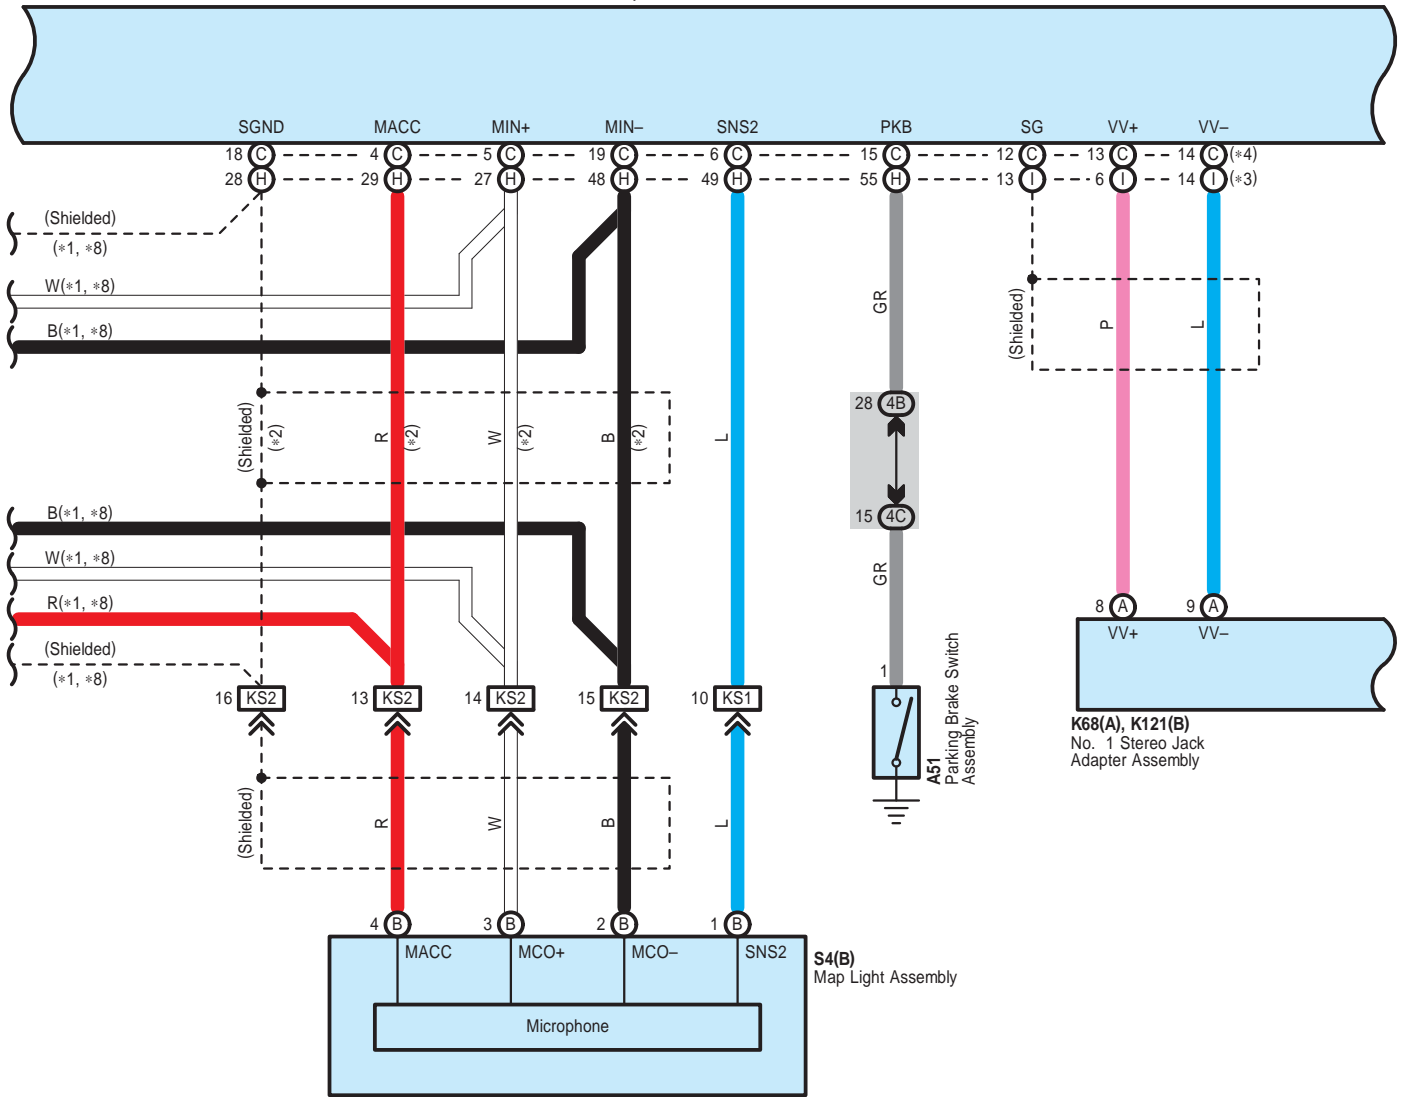 SGND MACC MIN+ MIN– SNS2 PKB SG VV+ VV–
18 C 4 C 5 C 19 C 6 C 15 C 12 C 13 C 14 C (*4)
28 H 29 H 27 H 48 H 49 H 55 H 13 I 6 I 14 I (*3)
(Shielded)
(*1, *8)
W(*1, *8)
B(*1, *8)
GR
(Shielded)
P
L
28 4B
(Shielded)
(*2)
R
(*2)
W
(*2)
B
(*2)
L
15 4C
B(*1, *8)
W(*1, *8)
GR
R(*1, *8)
8 A 9 A
VV+ VV–
(Shielded)
(*1, *8)
1
16 KS2 13 KS2 14 KS2 15 KS2 10 KS1
A51
Parking Brake Switch
Assembly
K68(A), K121(B)
No. 1 Stereo Jack
Adapter Assembly
(Shielded)
R
W
B
L
4 B 3 B 2 B 1 B
MACC MCO+ MCO– SNS2
S4(B)
Map Light Assembly
Microphone